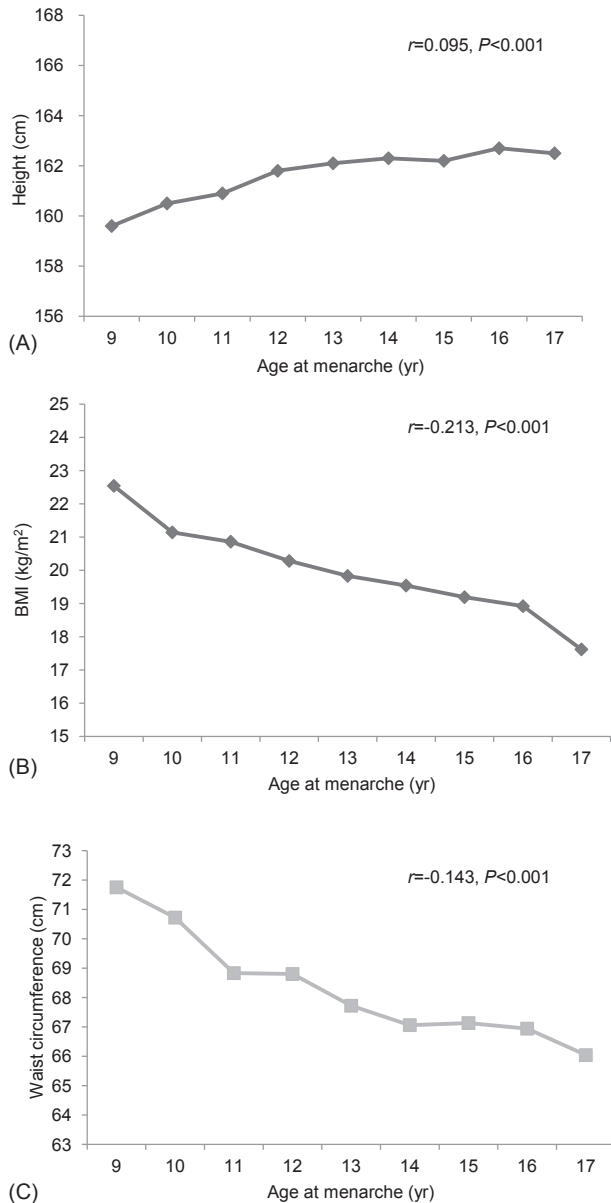 168
r=0.095, P<0.001
166
164
Height (cm)
162
160
158
156
(A)
9 10 11 12 13 14 15 16 17
Age at menarche (yr)
25
r=-0.213, P<0.001
24
23
22
21
BMI (kg/m²)
20
19
18
17
16
15
(B)
9 10 11 12 13 14 15 16 17
Age at menarche (yr)
73
r=-0.143, P<0.001
72
71
70
69
Waist circumference (cm)
68
67
66
65
64
63
(C)
9 10 11 12 13 14 15 16 17
Age at menarche (yr)